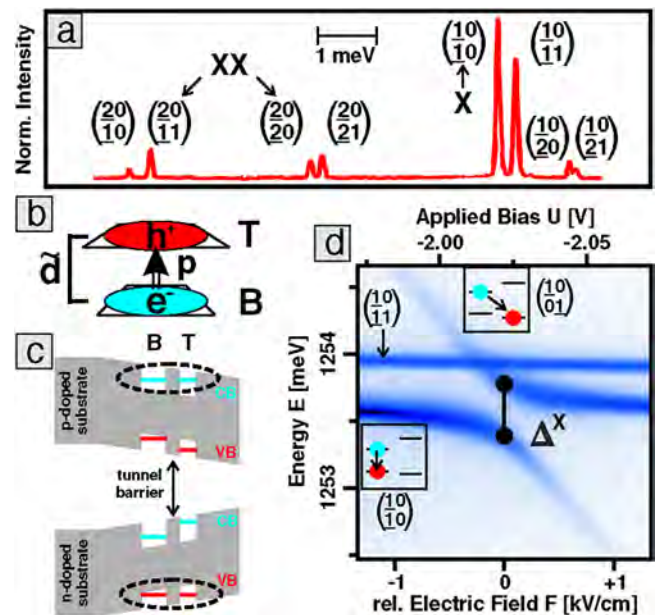 a
Norm. Intensity
1 meV
XX
X
(20 10)
(20 11)
(20 20)
(20 21)
(10 10)
(10 11)
(10 20)
(10 21)
b
h+
T
d̃
p
e-
B
c
B T
p-doped
substrate
CB
VB
tunnel
barrier
n-doped
substrate
CB
VB
d
Applied Bias U [V]
-2.00 -2.05
(10 11)
(10 01)
1254
Energy E [meV]
Δ^X
1253
(10 10)
-1 0 +1
rel. Electric Field F [kV/cm]